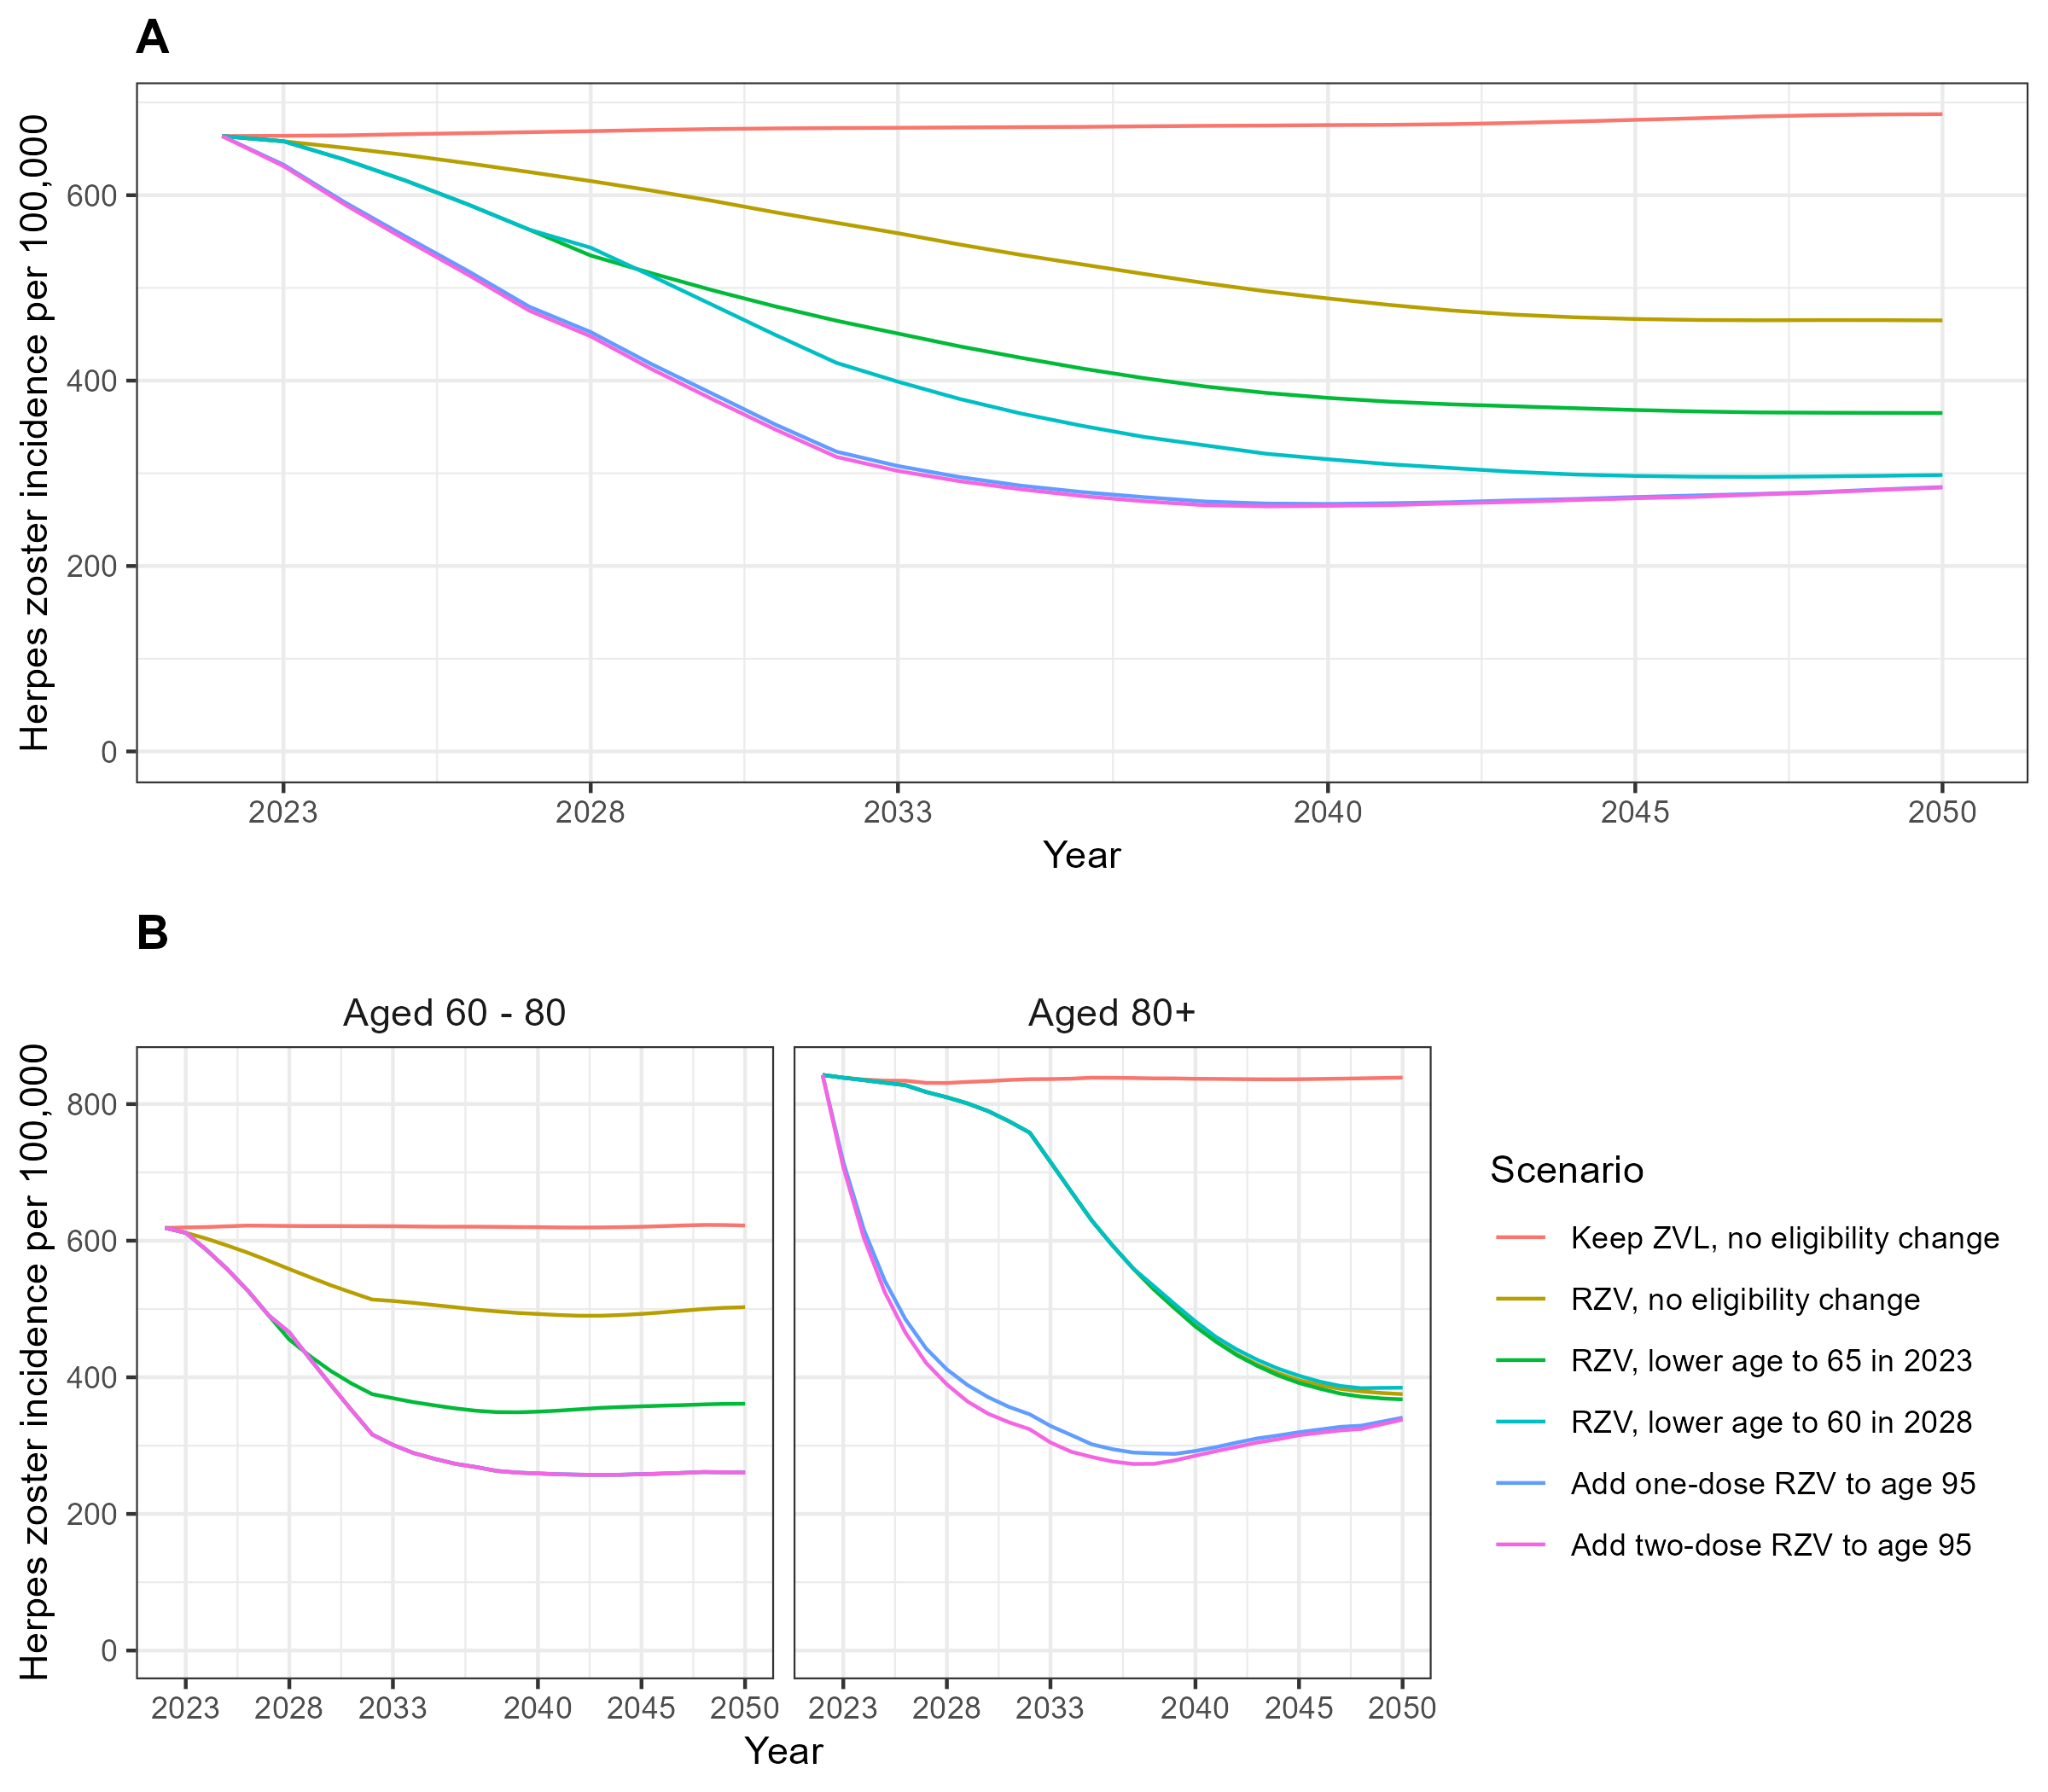 A
Herpes zoster incidence per 100,000
600
400
200
0
2023 2028 2033 2040 2045 2050
Year
B
Aged 60 - 80 Aged 80+
Herpes zoster incidence per 100,000
800
600
400
200
0
2023 2028 2033 2040 2045 2050 2023 2028 2033 2040 2045 2050
Year
Scenario
Keep ZVL, no eligibility change
RZV, no eligibility change
RZV, lower age to 65 in 2023
RZV, lower age to 60 in 2028
Add one-dose RZV to age 95
Add two-dose RZV to age 95